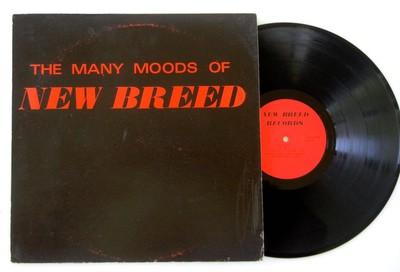 THE MANY MOODS OF
NEW BREED
NEW BREED
RECORDS